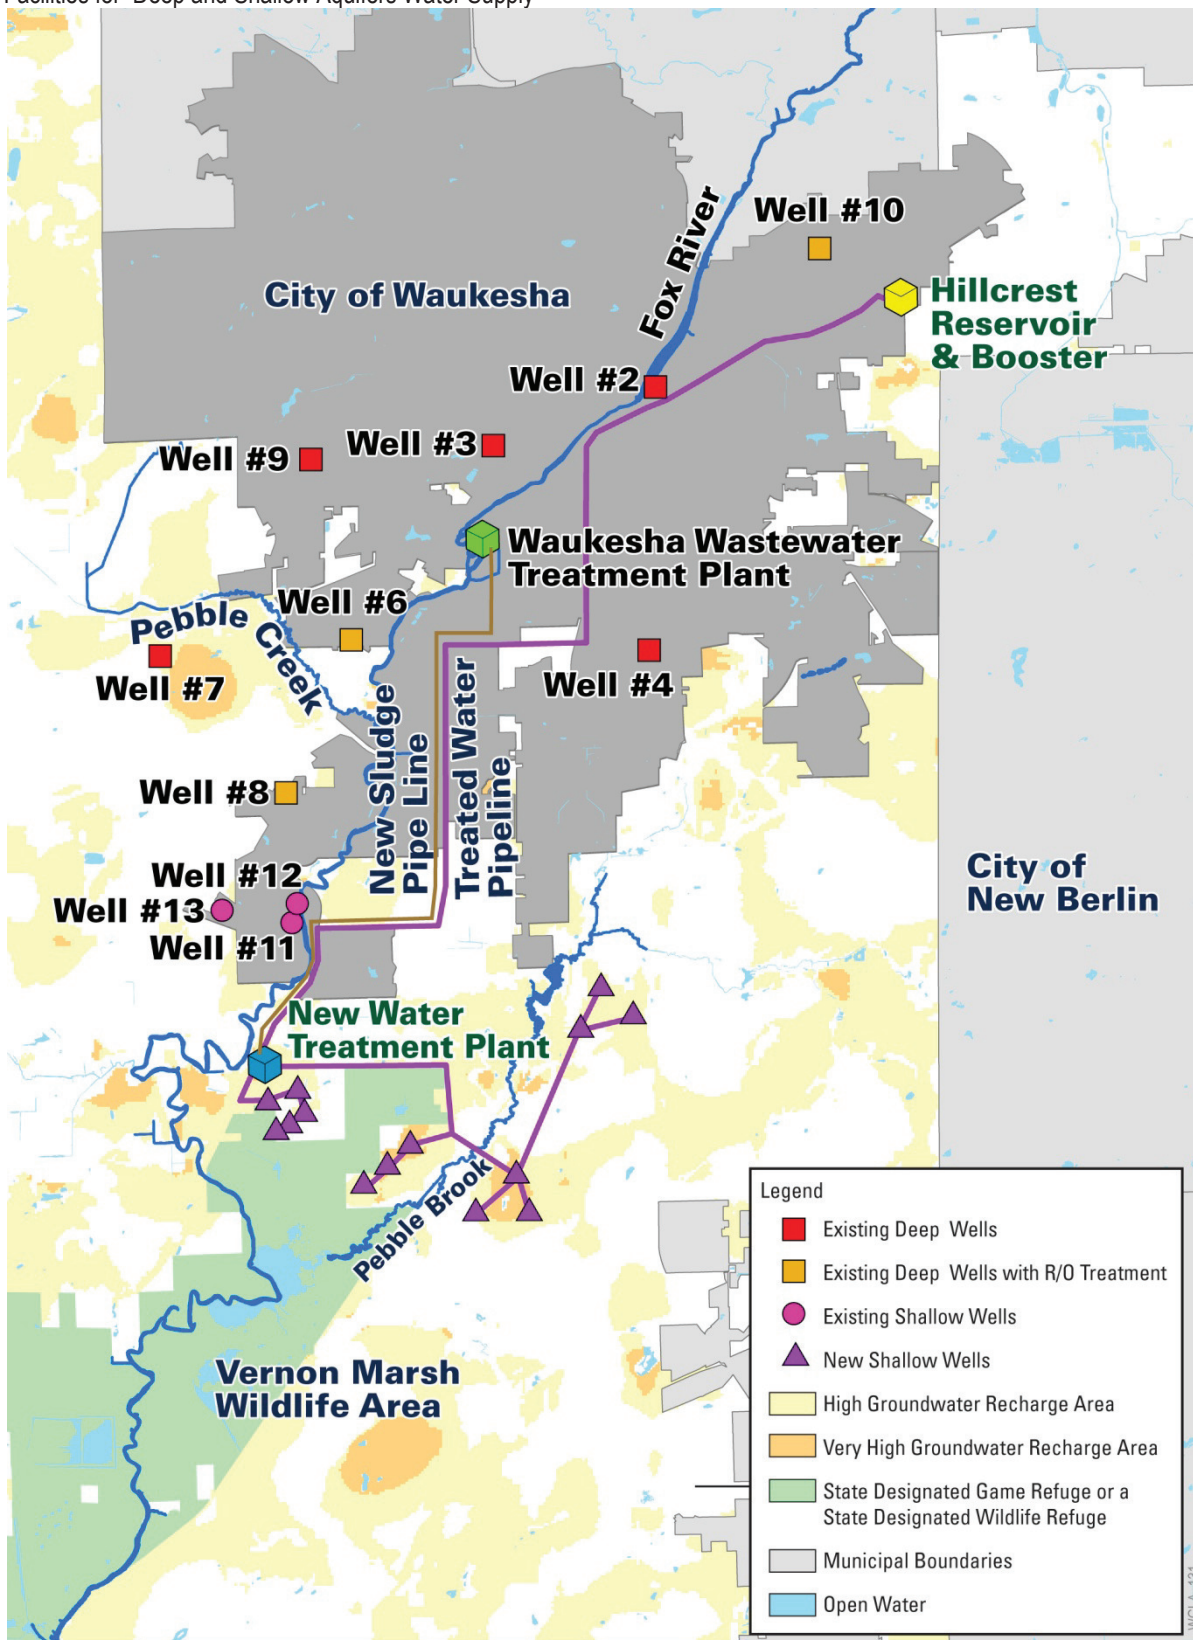 Facilities for Deep and Shallow Aquifers Water Supply
Fox River
Well #10
City of Waukesha
Hillcrest
Reservoir
& Booster
Well #2
Well #3
Well #9
Waukesha Wastewater
Treatment Plant
Well #6
Pebble Creek
Well #7
Well #4
New Sludge
Pipe Line
Treated Water
Pipeline
Well #8
Well #12
Well #13
Well #11
City of
New Berlin
New Water
Treatment Plant
Pebble Brook
Vernon Marsh
Wildlife Area
Legend
Existing Deep Wells
Existing Deep Wells with R/O Treatment
Existing Shallow Wells
New Shallow Wells
High Groundwater Recharge Area
Very High Groundwater Recharge Area
State Designated Game Refuge or a
State Designated Wildlife Refuge
Municipal Boundaries
Open Water